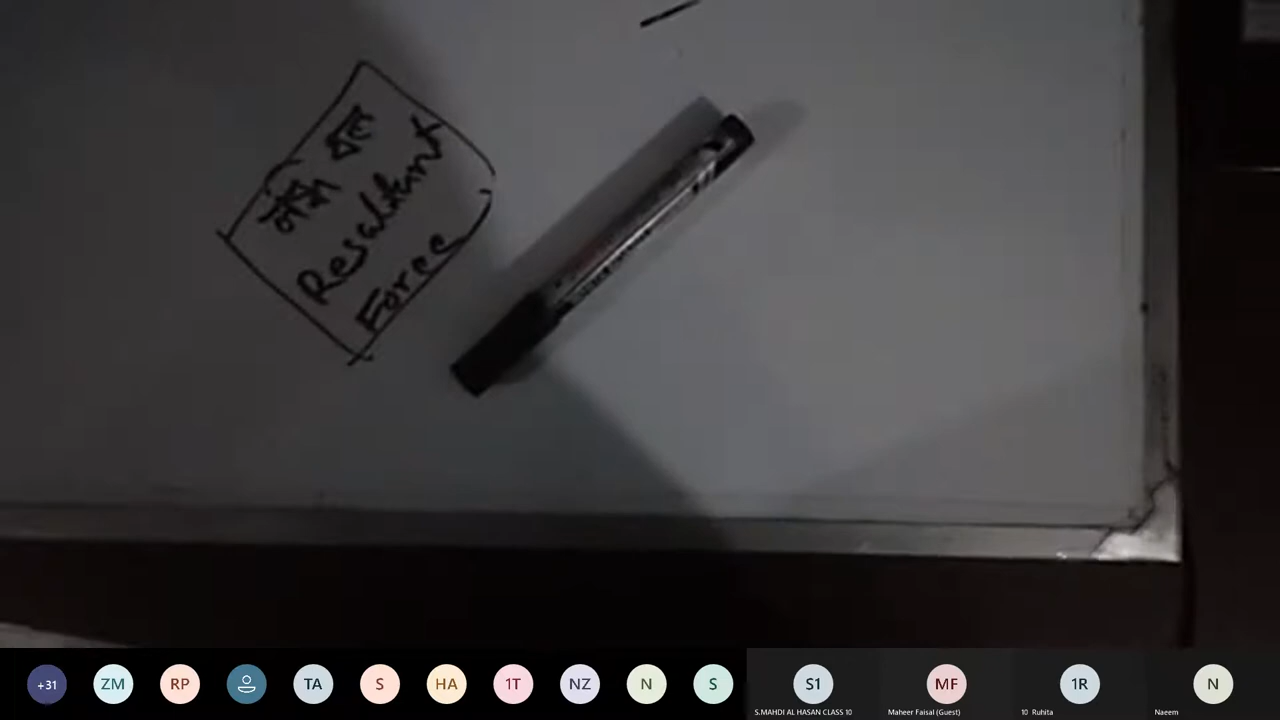 লব্ধি বল
Resultant
Force
+31
ZM
RP
TA
S
HA
1T
NZ
N
S
S1
MF
1R
N
S.MAHDI AL HASAN CLASS 10
Maheer Faisal (Guest)
10 Ruhita
Naeem